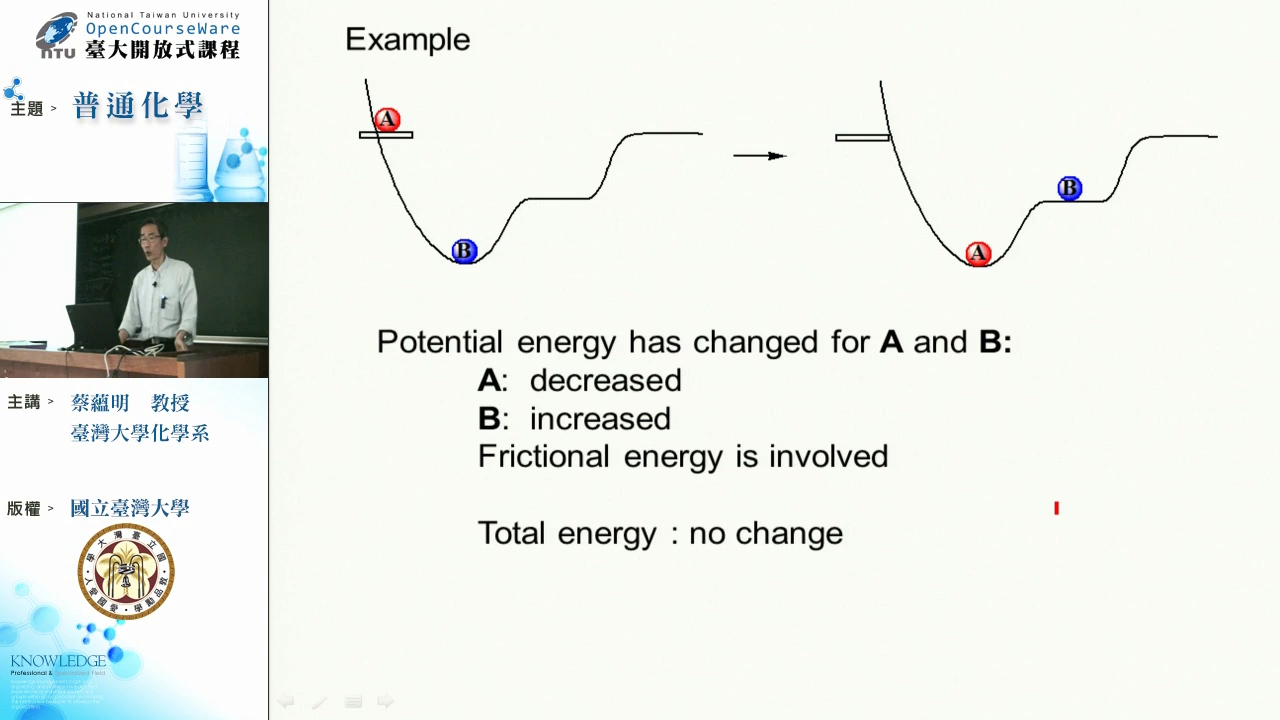 National Taiwan University
OpenCourseWare
NTU 臺大開放式課程
主題 > 普通化學
主講 > 蔡蘊明 教授
臺灣大學化學系
版權 > 國立臺灣大學
KNOWLEDGE
Professional & Specialized Field
Example
A
B
B
A
Potential energy has changed for A and B:
A: decreased
B: increased
Frictional energy is involved
Total energy : no change